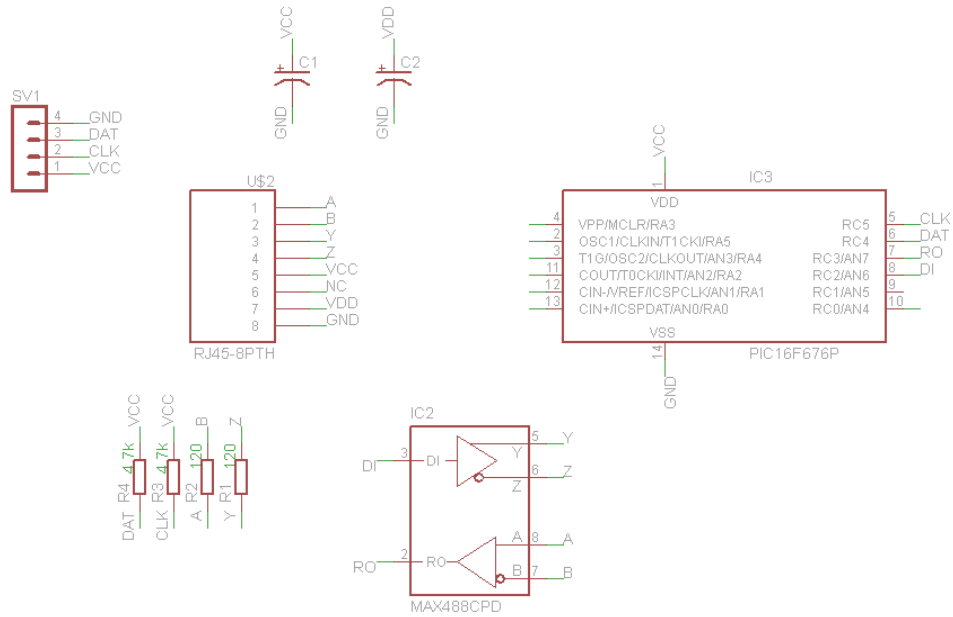 VCC
VDD
+ C1
+ C2
GND
GND
SV1
4 GND
3 DAT
2 CLK
1 VCC
U$2
1 A
2 B
3 Y
4 Z
5 VCC
6 NC
7 VDD
8 GND
RJ45-8PTH
VCC
IC3
1
VDD
4 VPP/MCLR/RA3 RC5 5 CLK
2 OSC1/CLKIN/T1CKI/RA5 RC4 6 DAT
3 T1G/OSC2/CLKOUT/AN3/RA4 RC3/AN7 7 RO
11 COUT/T0CKI/INT/AN2/RA2 RC2/AN6 8 DI
12 CIN-/VREF/ICSPCLK/AN1/RA1 RC1/AN5 9
13 CIN+/ICSPDAT/AN0/RA0 RC0/AN4 10
VSS
14
PIC16F676P
GND
VCC
4.7k
R4
DAT
VCC
4.7k
R3
CLK
B
120
R2
A
Z
120
R1
Y
IC2
DI 3 DI
Y 5 Y
Z 6 Z
A 8 A
RO 2 RO
B 7 B
MAX488CPD